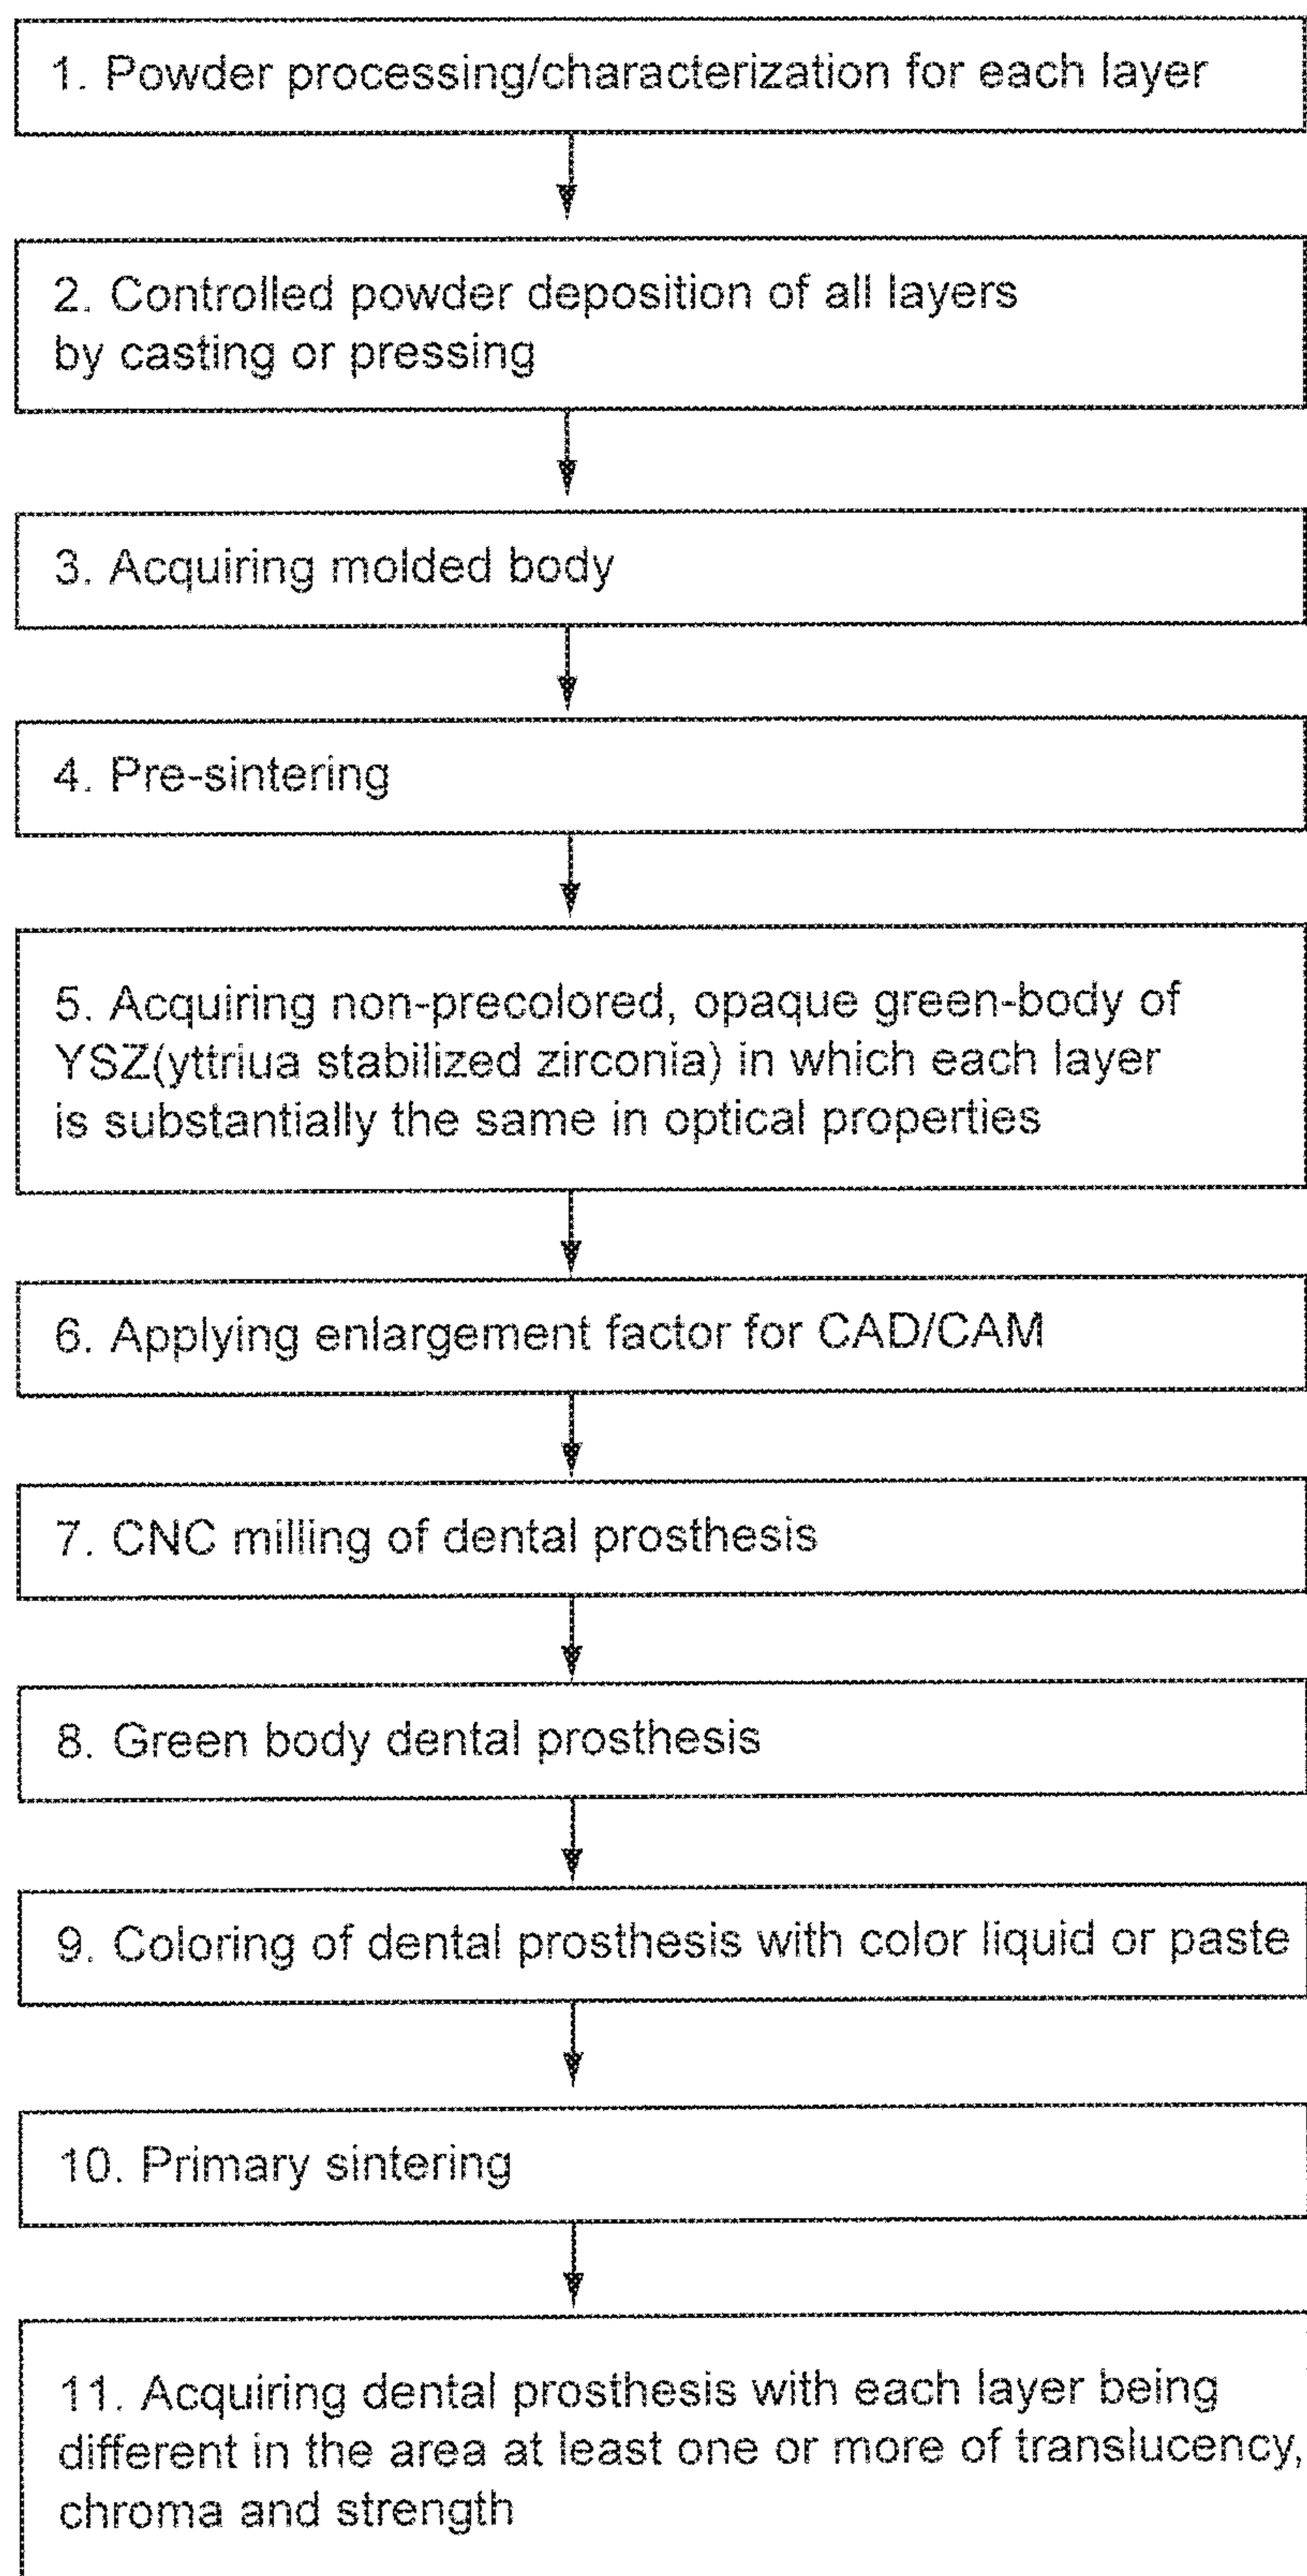 1. Powder processing/characterization for each layer
2. Controlled powder deposition of all layers
by casting or pressing
3. Acquiring molded body
4. Pre-sintering
5. Acquiring non-precolored, opaque green-body of
YSZ(yttriua stabilized zirconia) in which each layer
is substantially the same in optical properties
6. Applying enlargement factor for CAD/CAM
7. CNC milling of dental prosthesis
8. Green body dental prosthesis
9. Coloring of dental prosthesis with color liquid or paste
10. Primary sintering
11. Acquiring dental prosthesis with each layer being
different in the area at least one or more of translucency,
chroma and strength